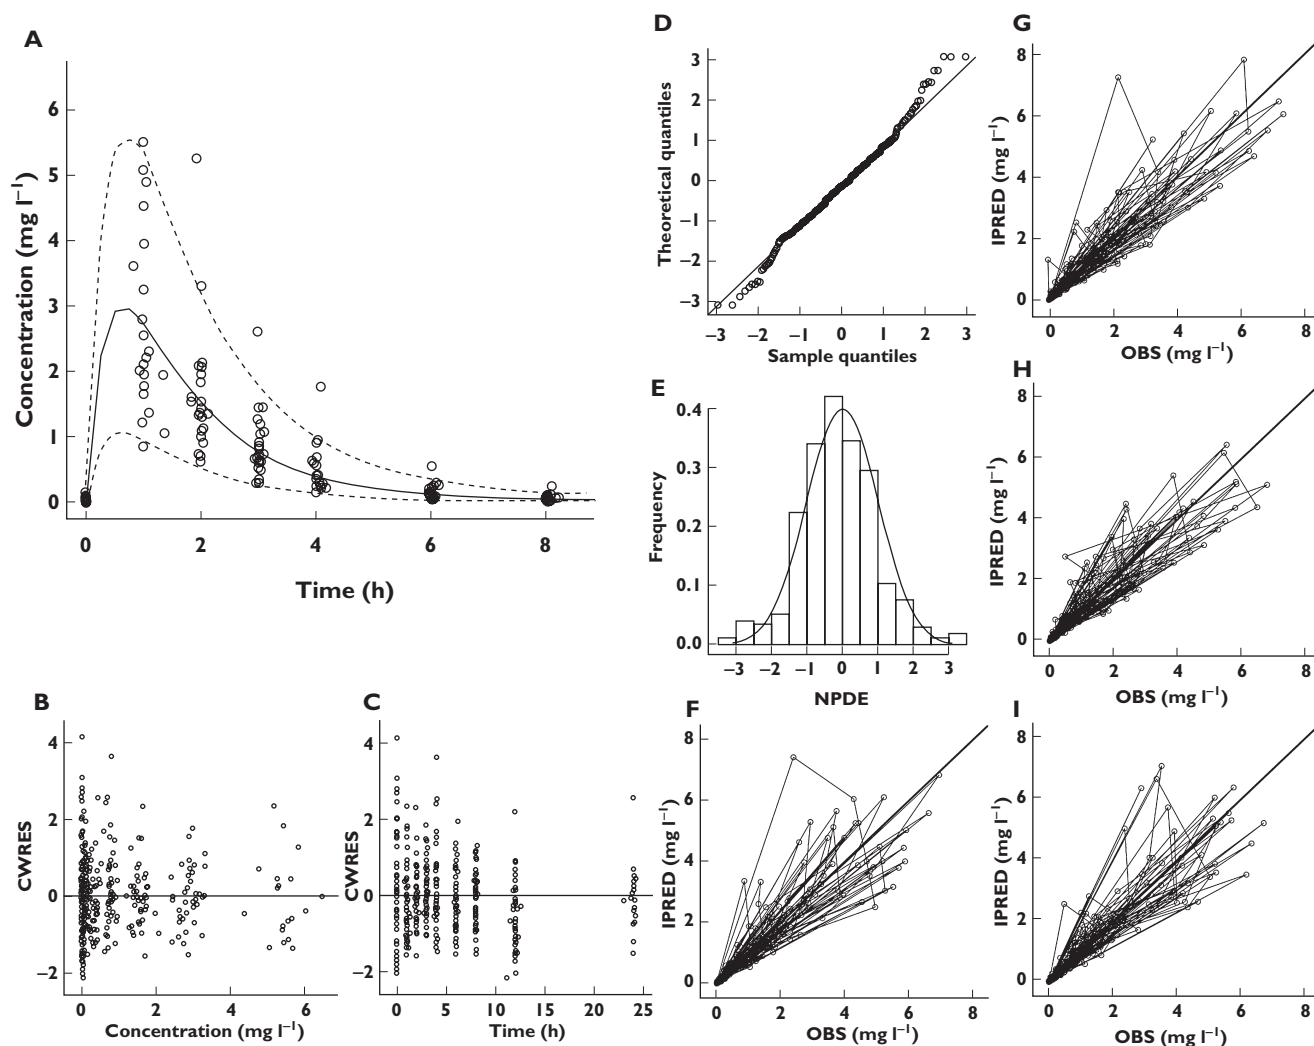 A
Concentration (mg l⁻¹)
6
5
4
3
2
1
0
0 2 4 6 8
Time (h)
B
CWRES
4
2
0
−2
0 2 4 6
Concentration (mg l⁻¹)
C
CWRES
4
2
0
−2
0 5 10 15 20 25
Time (h)
D
Theoretical quantiles
3
2
1
0
−1
−2
−3
−3 −2 −1 0 1 2 3
Sample quantiles
E
Frequency
0.4
0.3
0.2
0.1
0.0
−3 −2 −1 0 1 2 3
NPDE
F
IPRED (mg l⁻¹)
8
6
4
2
0
0 2 4 6 8
OBS (mg l⁻¹)
G
IPRED (mg l⁻¹)
8
6
4
2
0
0 2 4 6 8
OBS (mg l⁻¹)
H
IPRED (mg l⁻¹)
8
6
4
2
0
0 2 4 6 8
OBS (mg l⁻¹)
I
IPRED (mg l⁻¹)
8
6
4
2
0
0 2 4 6 8
OBS (mg l⁻¹)